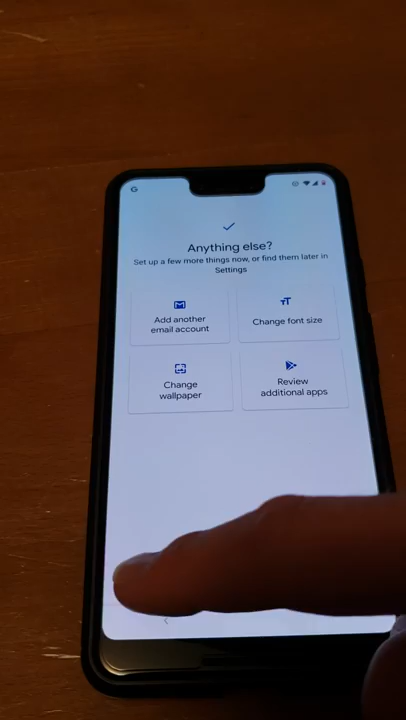 G
Anything else?
Set up a few more things now, or find them later in
Settings
Add another
email account
Change font size
Change
wallpaper
Review
additional apps